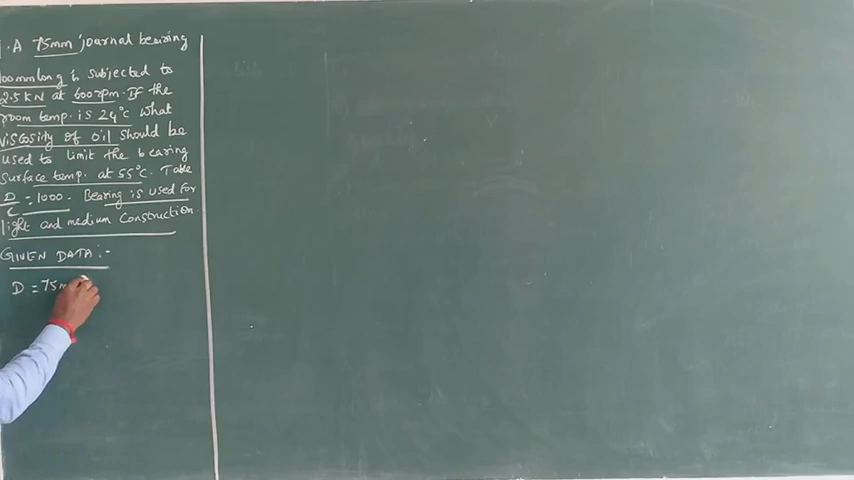 1. A 75mm journal bearing
100mm long is subjected to
2.5 kN at 600 rpm. If the
room temp. is 24°c what
viscosity of oil should be
used to limit the bearing
surface temp. at 55°c. Take
D/C = 1000. Bearing is used for
light and medium construction.
GIVEN DATA:-
D = 75m